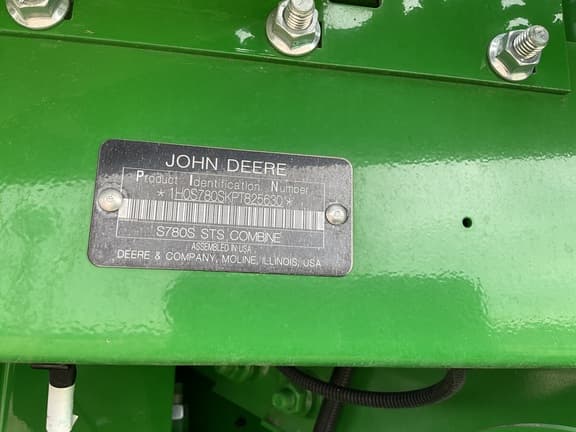 JOHN DEERE
Product Identification Number
*1H0S780SKPT825630*
S780S STS COMBINE
ASSEMBLED IN USA
DEERE & COMPANY, MOLINE, ILLINOIS, USA